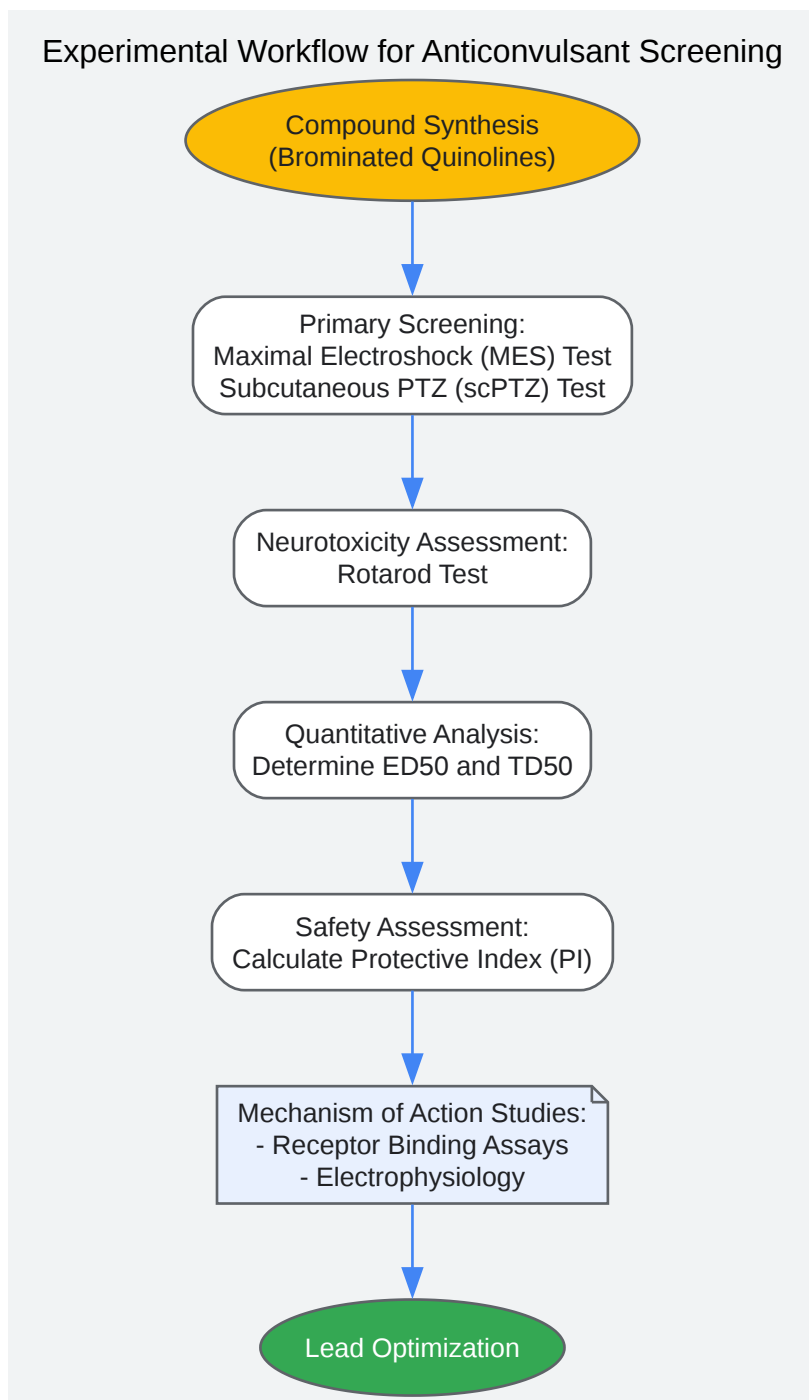 Experimental Workflow for Anticonvulsant Screening
Compound Synthesis
(Brominated Quinolines)
Primary Screening:
Maximal Electroshock (MES) Test
Subcutaneous PTZ (scPTZ) Test
Neurotoxicity Assessment:
Rotarod Test
Quantitative Analysis:
Determine ED50 and TD50
Safety Assessment:
Calculate Protective Index (PI)
Mechanism of Action Studies:
- Receptor Binding Assays
- Electrophysiology
Lead Optimization